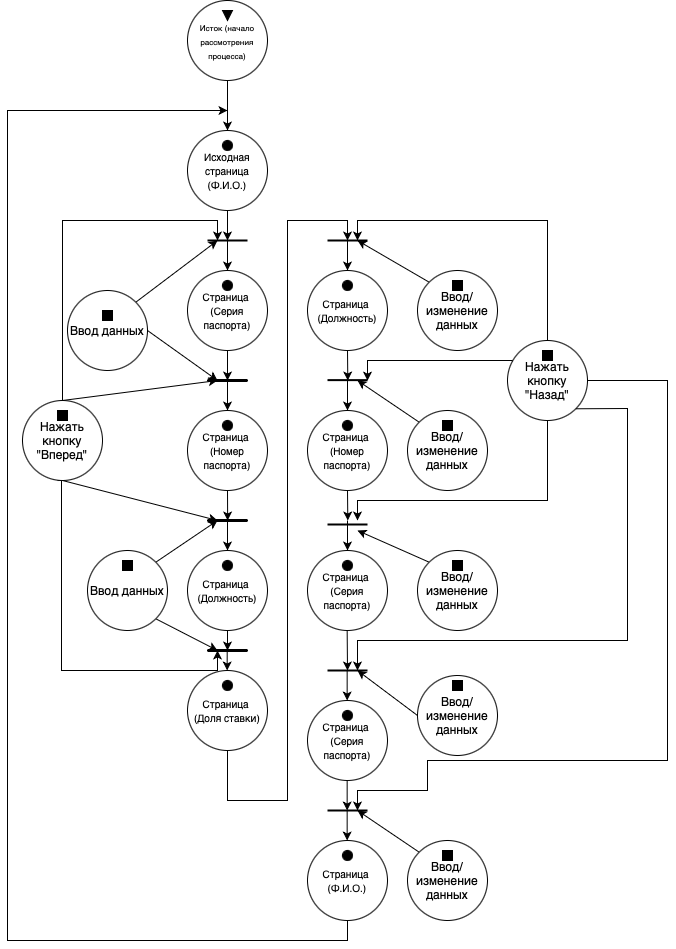 Исток (начало
рассмотрения
процесса)
Исходная
страница
(Ф.И.О.)
Страница
(Серия
паспорта)
Ввод данных
Страница
(Номер
паспорта)
Нажать
кнопку
"Вперед"
Страница
(Должность)
Ввод данных
Страница
(Доля ставки)
Страница
(Должность)
Ввод/
изменение
данных
Нажать
кнопку
"Назад"
Страница
(Номер
паспорта)
Ввод/
изменение
данных
Страница
(Серия
паспорта)
Ввод/
изменение
данных
Страница
(Серия
паспорта)
Ввод/
изменение
данных
Страница
(Ф.И.О.)
Ввод/
изменение
данных